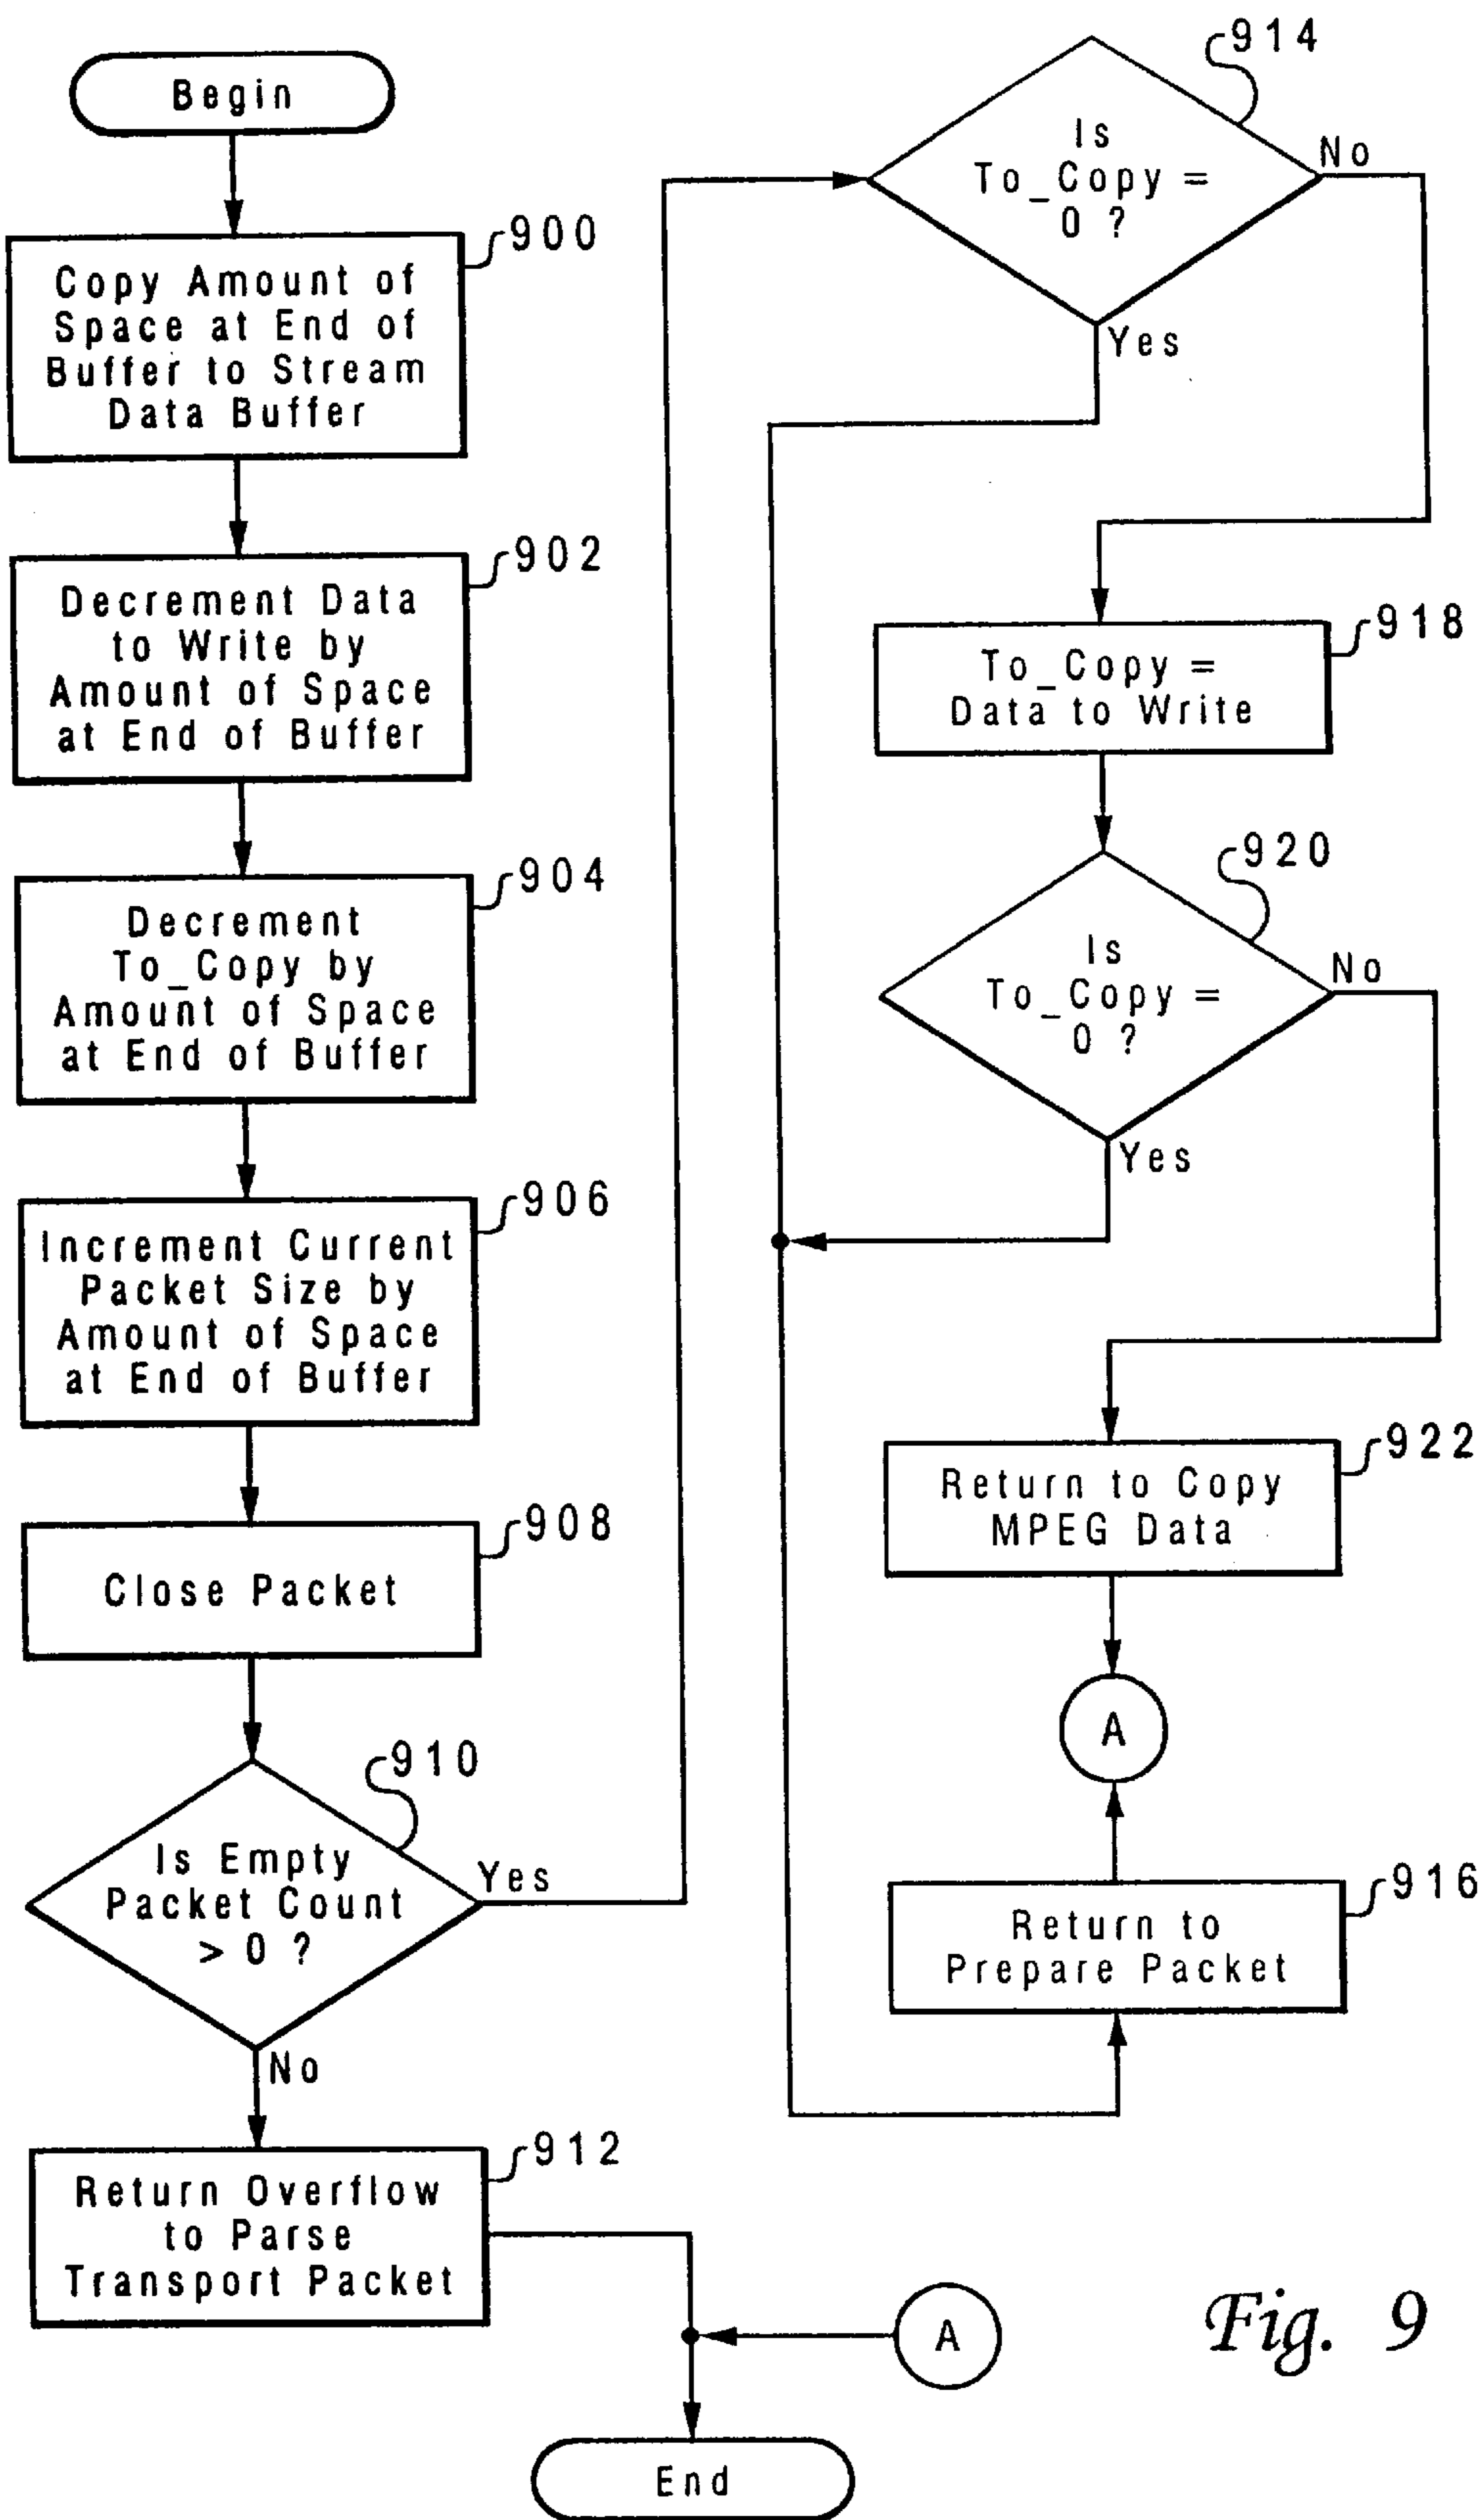 Begin
900
Copy Amount of
Space at End of
Buffer to Stream
Data Buffer
902
Decrement Data
to Write by
Amount of Space
at End of Buffer
904
Decrement
To_Copy by
Amount of Space
at End of Buffer
906
Increment Current
Packet Size by
Amount of Space
at End of Buffer
908
Close Packet
910
Is Empty
Packet Count
> 0 ?
Yes
No
912
Return Overflow
to Parse
Transport Packet
914
Is
To_Copy =
0 ?
No
Yes
918
To_Copy =
Data to Write
920
Is
To_Copy =
0 ?
No
Yes
922
Return to Copy
MPEG Data
A
916
Return to
Prepare Packet
A
End
Fig. 9